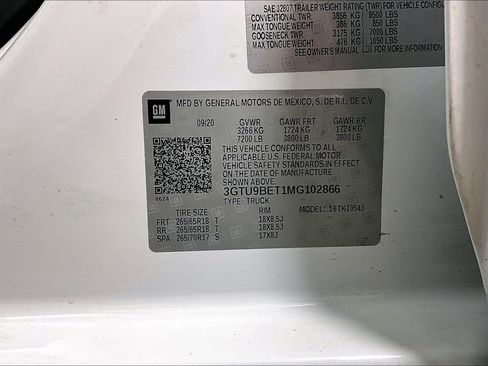 SAE J2807 TRAILER WEIGHT RATING (TWR) FOR VEHICLE CONFIGU
CONVENTIONAL TWR: 3856 KG / 8500 LBS
MAX TONGUE WEIGHT: 386 KG / 850 LBS
GOOSENECK TWR: 3175 KG / 7000 LBS
MAX TONGUE WEIGHT: 476 KG / 1050 LBS
SEE OWNER'S MANUAL
GM
MFD BY GENERAL MOTORS DE MEXICO, S. DE R.L. DE C.V.
09/20 GVWR GAWR FRT GAWR RR
3266 KG 1724 KG 1724 KG
7200 LB 3800 LB 3800 LB
THIS VEHICLE CONFORMS TO ALL
APPLICABLE U.S. FEDERAL MOTOR
VEHICLE SAFETY STANDARDS IN EFFECT
ON THE DATE OF MANUFACTURE
SHOWN ABOVE.
3GTU9BET1MG102866
0624
TYPE: TRUCK
TIRE SIZE RIM MODEL: 16TK10543
FRT 265/65R18 T 18X8.5J
RR 265/65R18 T 18X8.5J
SPA 265/70R17 S 17X8J